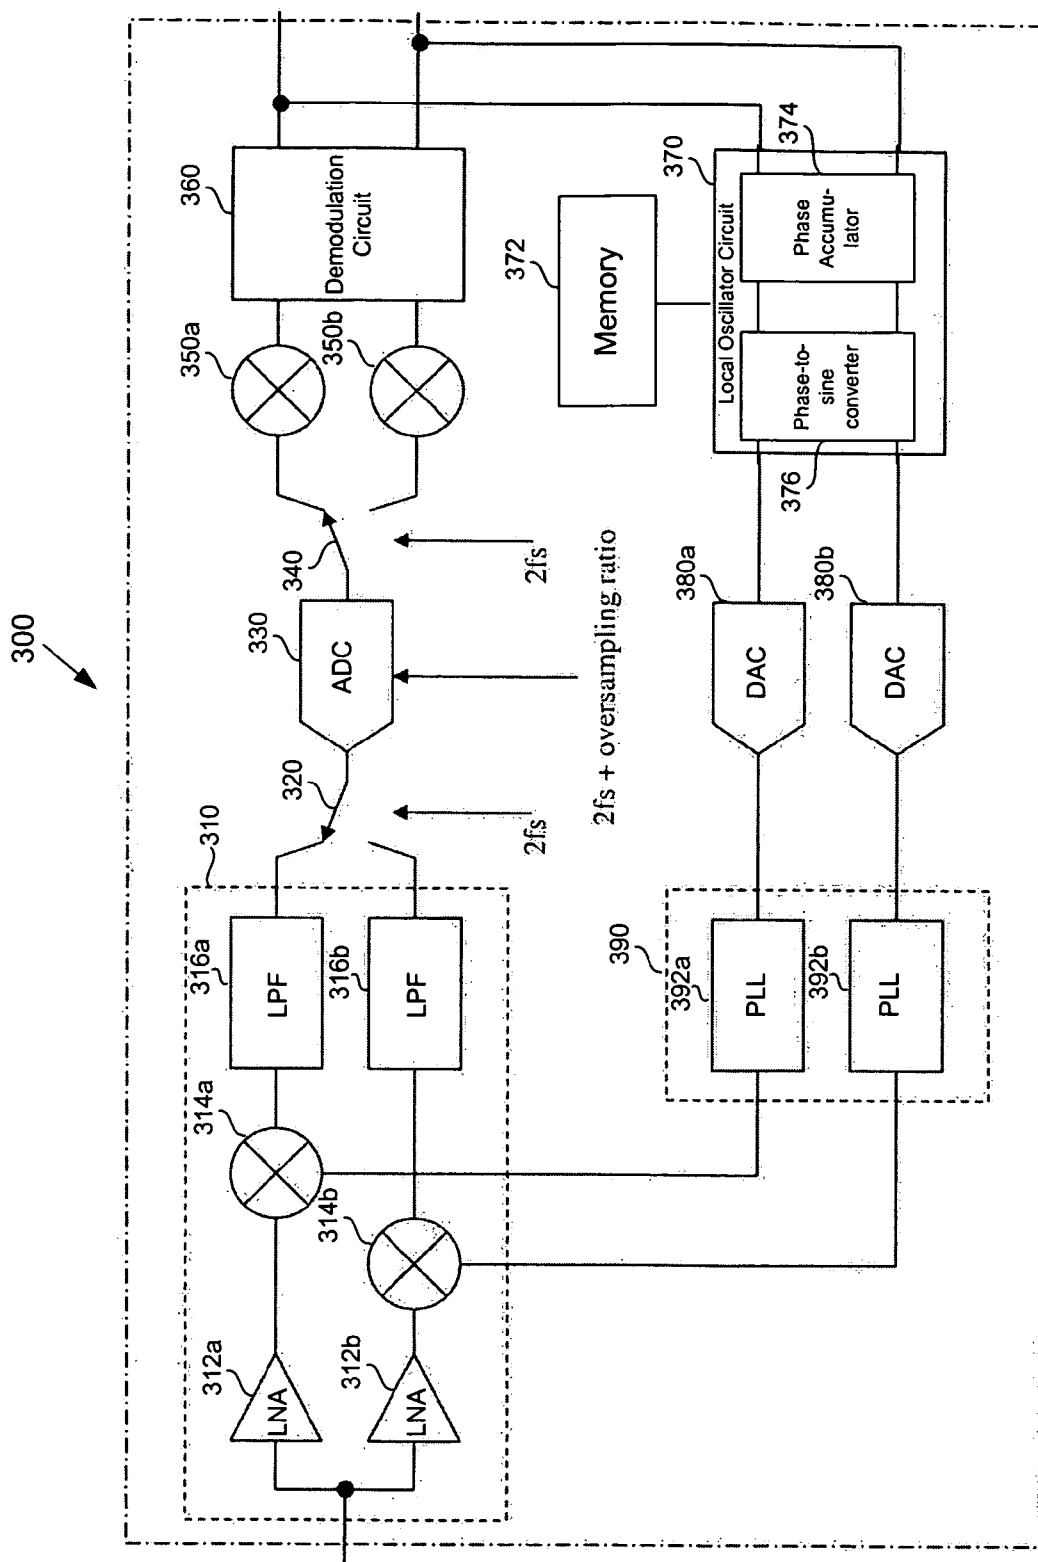 300
310
312a
LNA
312b
LNA
314a
314b
316a
LPF
316b
LPF
320
2fs
330
ADC
2fs + oversampling ratio
340
2fs
350a
350b
360
Demodulation
Circuit
390
392a
PLL
392b
PLL
380a
DAC
380b
DAC
372
Memory
370
Local Oscillator Circuit
376
Phase-to-
sine
converter
374
Phase
Accumu-
lator